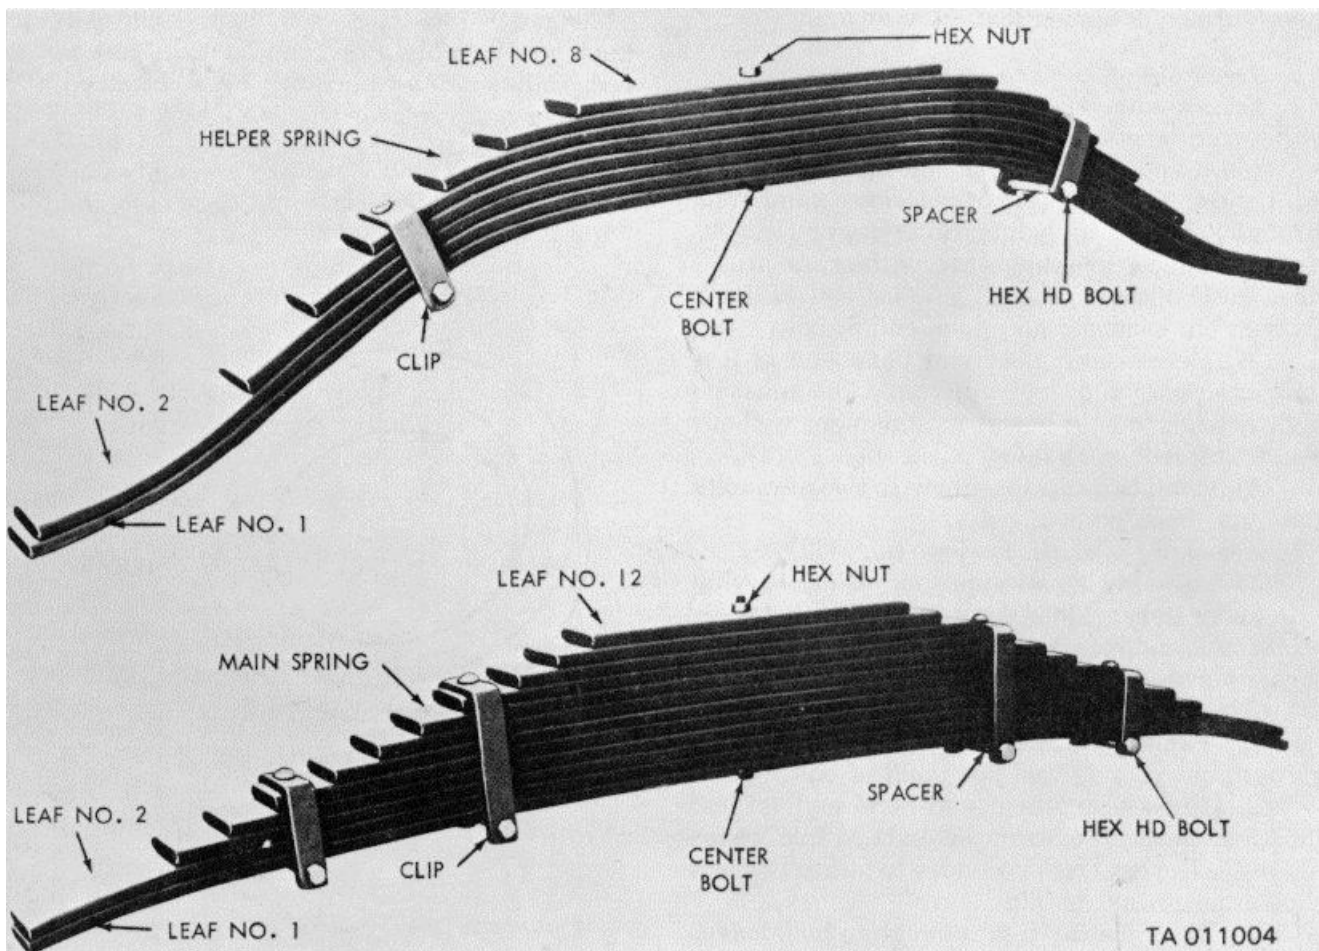 HEX NUT
LEAF NO. 8
HELPER SPRING
SPACER
CENTER
BOLT
HEX HD BOLT
CLIP
LEAF NO. 2
LEAF NO. 1
LEAF NO. 12
HEX NUT
MAIN SPRING
SPACER
LEAF NO. 2
HEX HD BOLT
CENTER
BOLT
CLIP
LEAF NO. 1
TA 011004